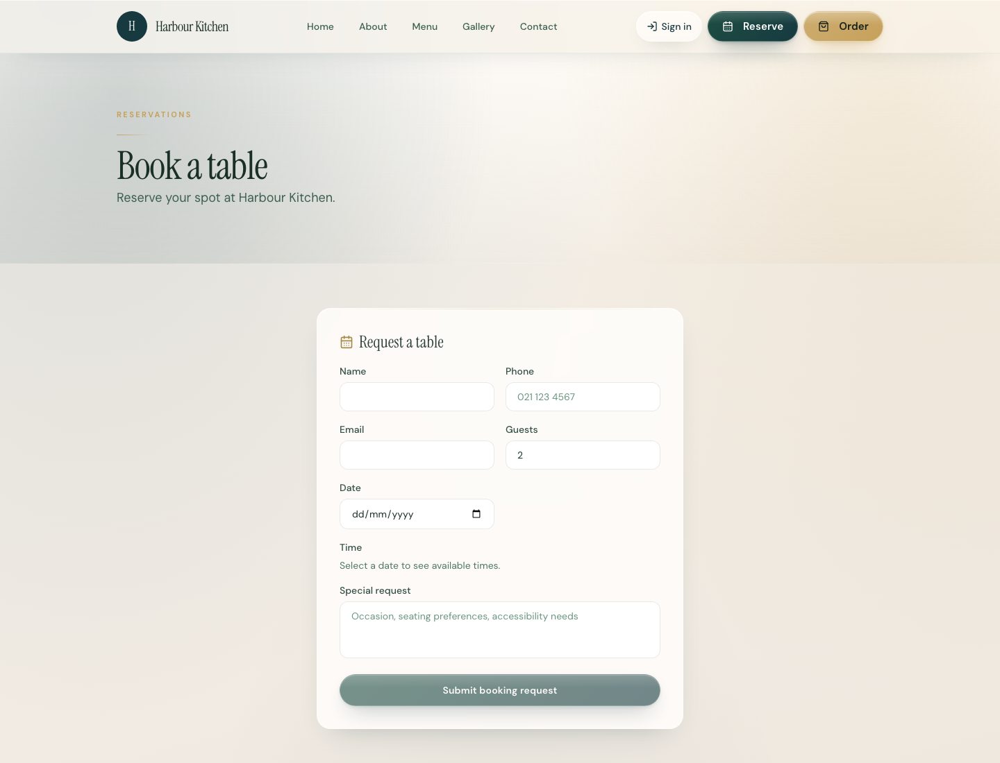 H Harbour Kitchen Home About Menu Gallery Contact Sign in Reserve Order
RESERVATIONS
Book a table
Reserve your spot at Harbour Kitchen.
Request a table
Name Phone
021 123 4567
Email Guests
2
Date
dd/mm/yyyy
Time
Select a date to see available times.
Special request
Occasion, seating preferences, accessibility needs
Submit booking request